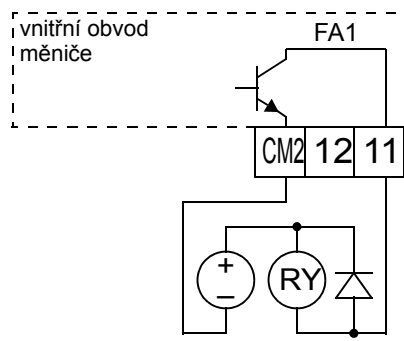 vnitřní obvod
měniče
FA1
CM2 12 11
+
−
RY